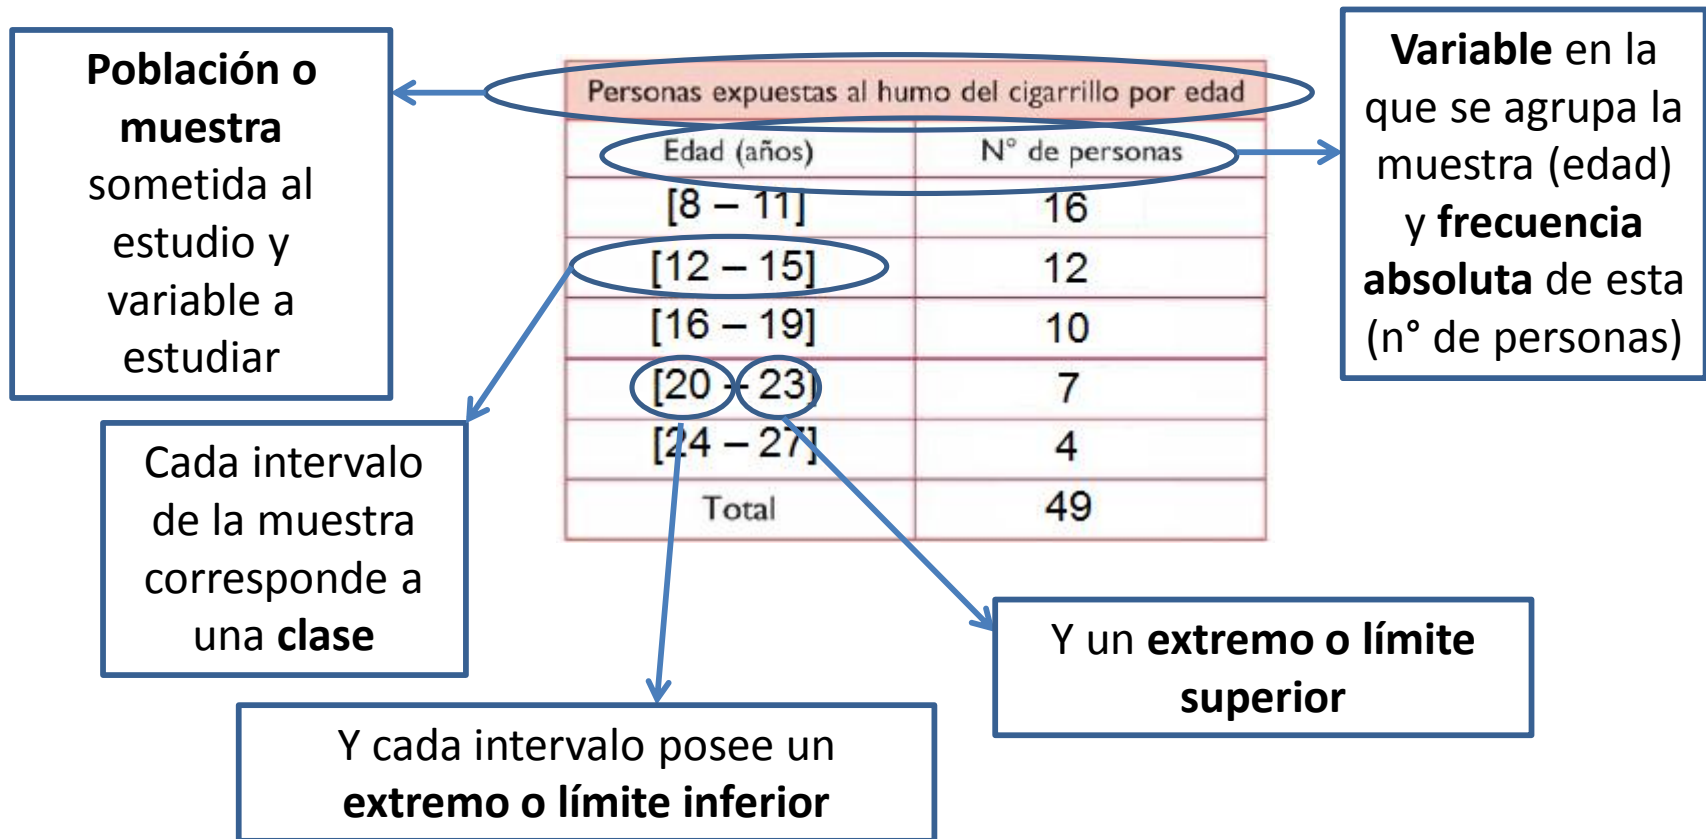 Población o
muestra
sometida al
estudio y
variable a
estudiar
Personas expuestas al humo del cigarrillo por edad
Edad (años) N° de personas
[8 – 11] 16
[12 – 15] 12
[16 – 19] 10
[20 – 23] 7
[24 – 27] 4
Total 49
Variable en la
que se agrupa la
muestra (edad)
y frecuencia
absoluta de esta
(n° de personas)
Cada intervalo
de la muestra
corresponde a
una clase
Y un extremo o límite
superior
Y cada intervalo posee un
extremo o límite inferior